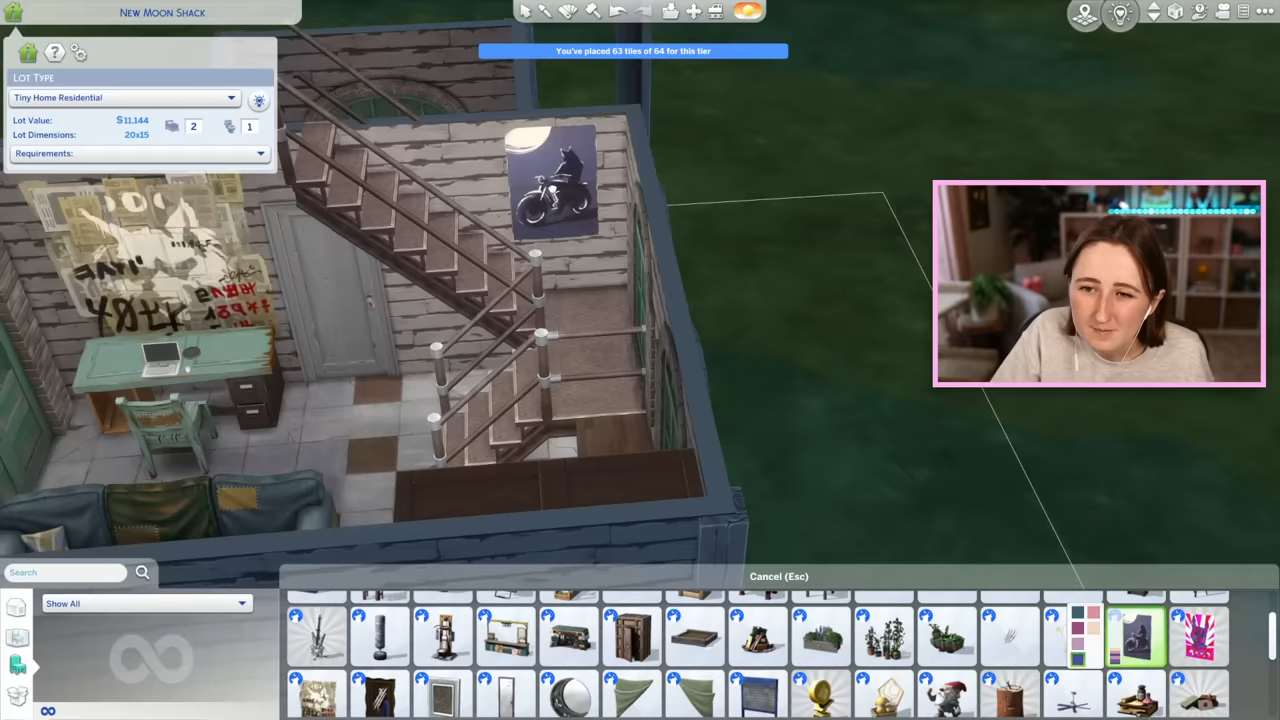 NEW MOON SHACK
You've placed 63 tiles of 64 for this tier
LOT TYPE
Tiny Home Residential
Lot Value: $11,144
2
1
Lot Dimensions: 20x15
Requirements:
Cancel (Esc)
Search
Show All